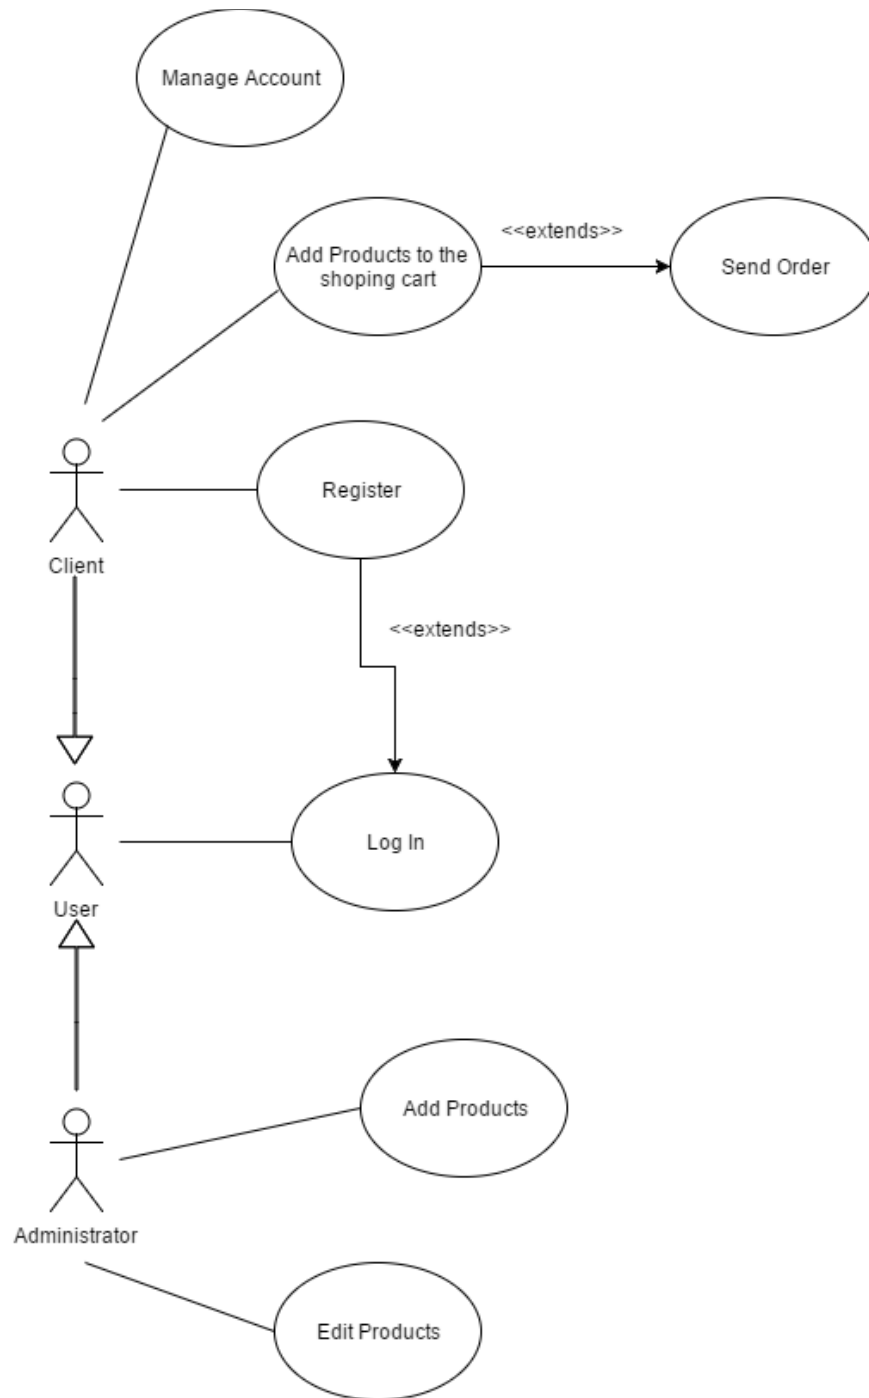 Manage Account
Add Products to the
shoping cart
<<extends>>
Send Order
Register
Client
<<extends>>
Log In
User
Add Products
Administrator
Edit Products